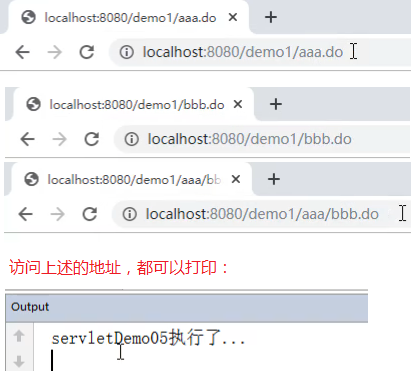 localhost:8080/demo1/aaa.do
localhost:8080/demo1/aaa.do
localhost:8080/demo1/bbb.do
localhost:8080/demo1/bbb.do
localhost:8080/demo1/aaa/bb
localhost:8080/demo1/aaa/bbb.do
访问上述的地址，都可以打印：
Output
servletDemo05执行了...